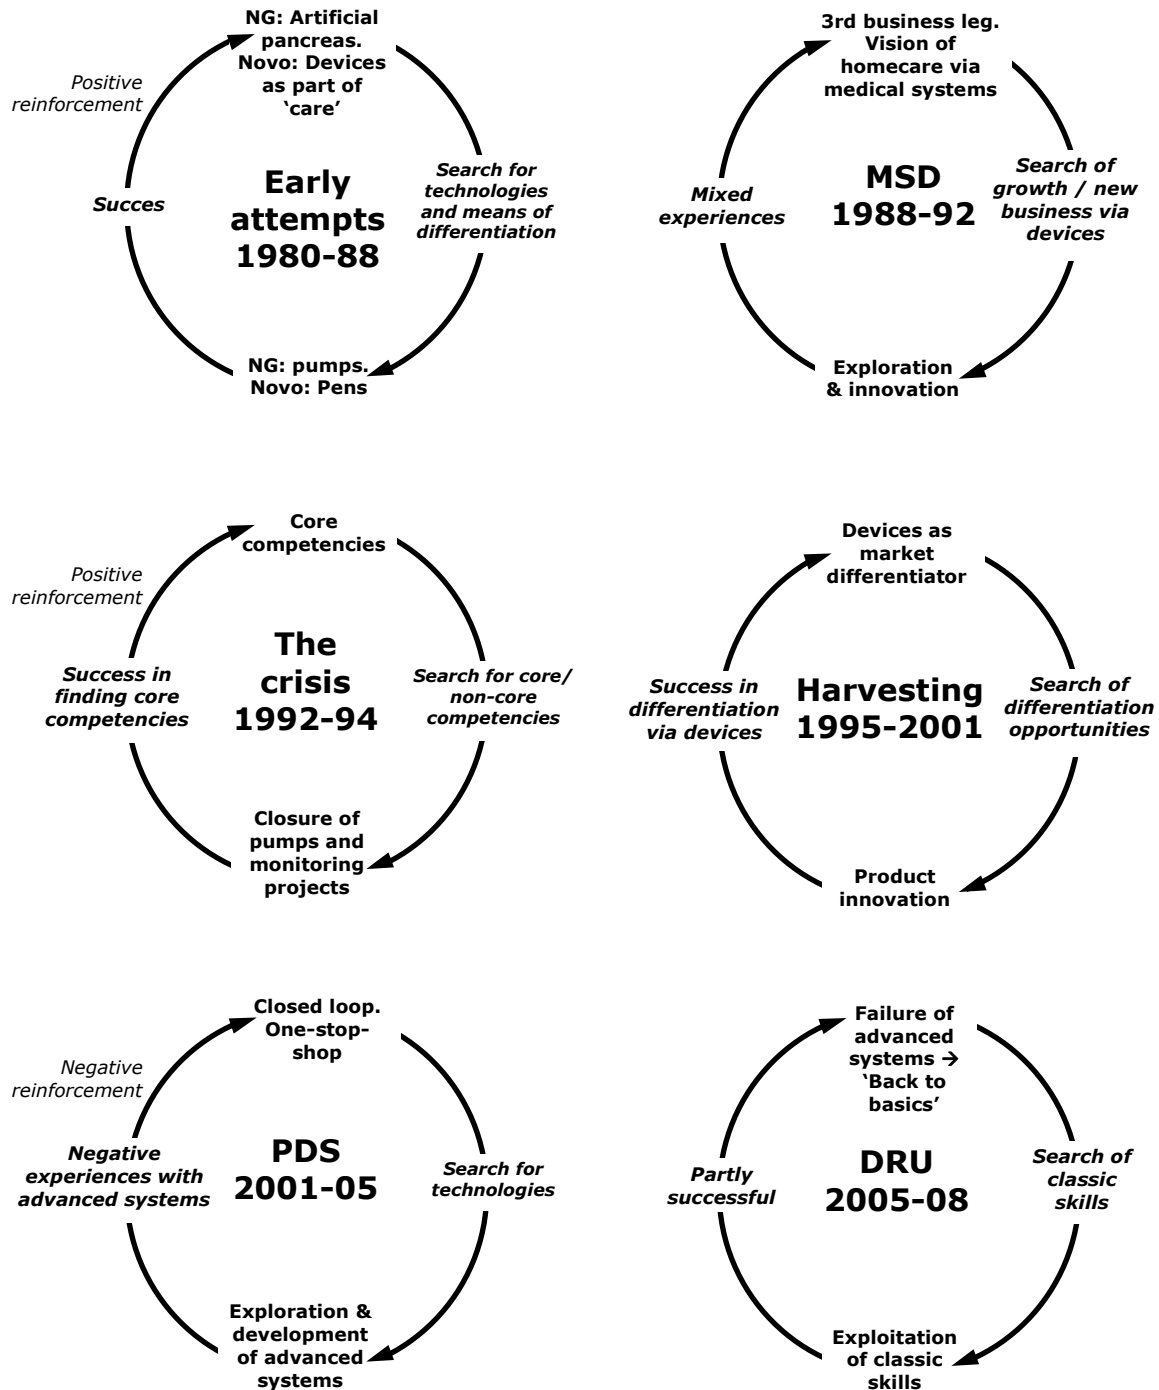 NG: Artificial
pancreas.
Novo: Devices
as part of
‘care’
Positive
reinforcement
Search for
technologies
and means of
differentiation
Early
attempts
1980-88
Succes
NG: pumps.
Novo: Pens
3rd business leg.
Vision of
homecare via
medical systems
Search of
growth / new
business via
devices
MSD
1988-92
Mixed
experiences
Exploration
& innovation
Core
competencies
Positive
reinforcement
The
crisis
1992-94
Success in
finding core
competencies
Search for core/
non-core
competencies
Closure of
pumps and
monitoring
projects
Devices as
market
differentiator
Harvesting
1995-2001
Success in
differentiation
via devices
Search of
differentiation
opportunities
Product
innovation
Closed loop.
One-stop-
shop
Negative
reinforcement
PDS
2001-05
Negative
experiences with
advanced systems
Search for
technologies
Exploration &
development
of advanced
systems
Failure of
advanced
systems →
‘Back to
basics’
DRU
2005-08
Partly
successful
Search of
classic
skills
Exploitation
of classic
skills